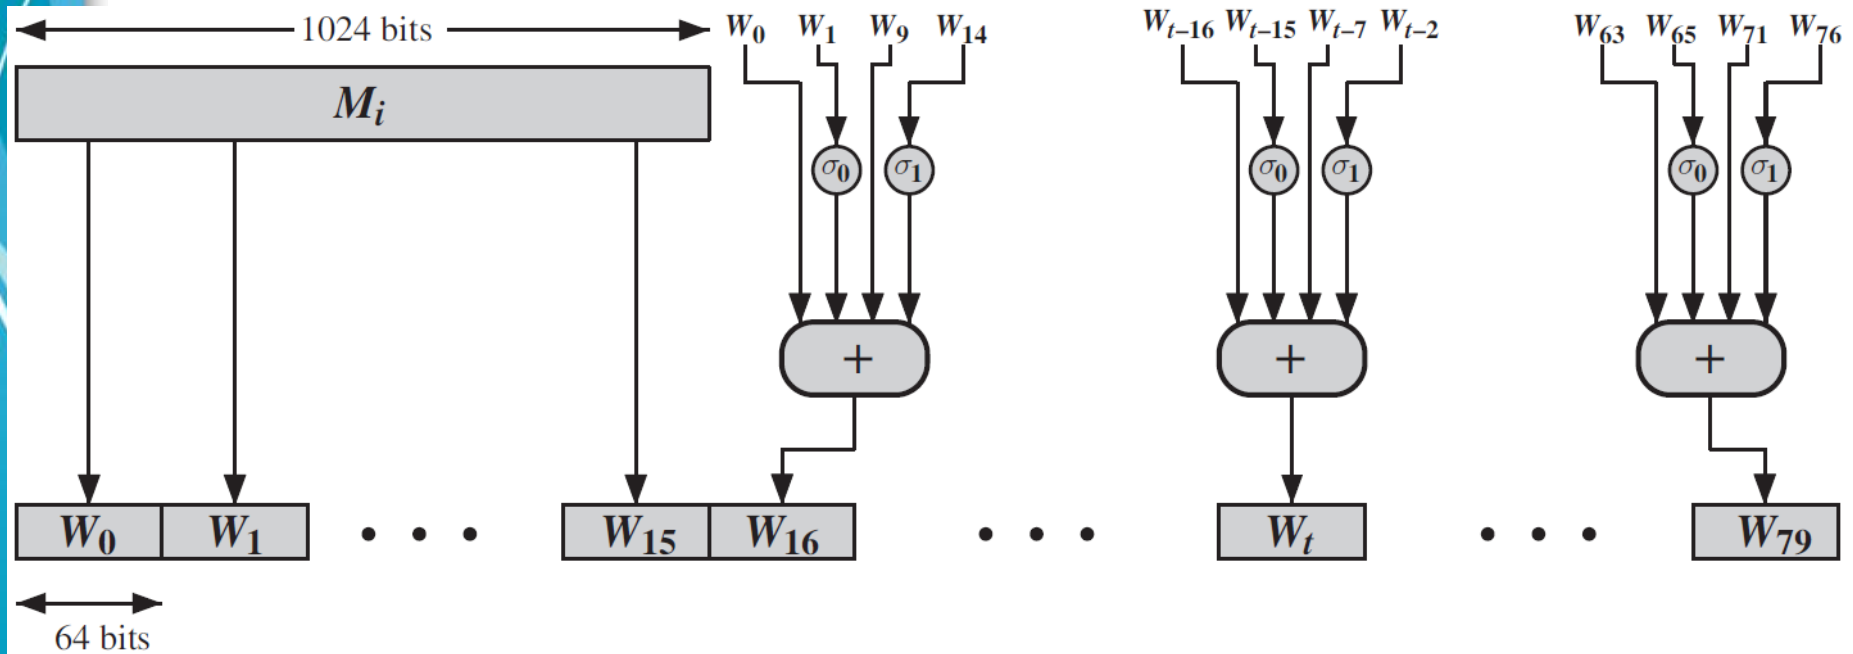 1024 bits
W0 W1 W9 W14
Wt–16 Wt–15 Wt–7 Wt–2
W63 W65 W71 W76
Mi
σ0 σ1
σ0 σ1
σ0 σ1
+ + +
W0 W1 • • • W15 W16 • • • Wt • • • W79
64 bits